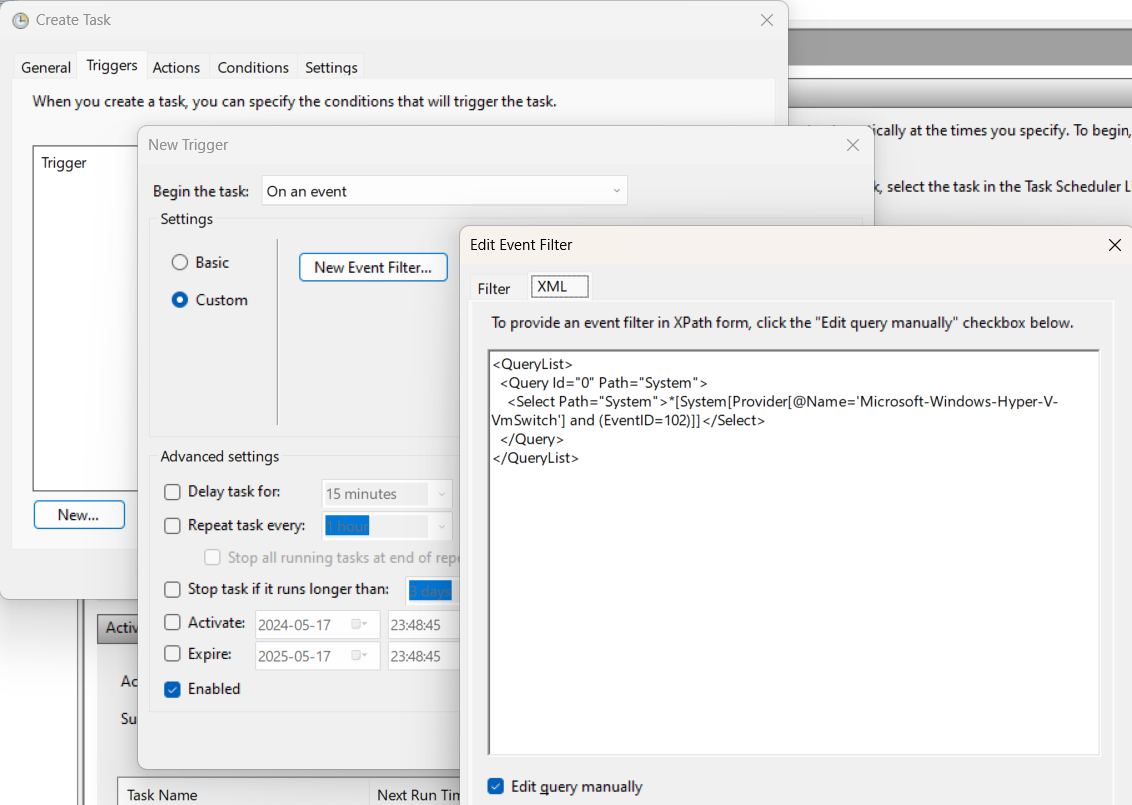 Create Task
General Triggers Actions Conditions Settings
When you create a task, you can specify the conditions that will trigger the task.
Trigger
New...
New Trigger
Begin the task: On an event
Settings
Basic
Custom
New Event Filter...
Advanced settings
Delay task for: 15 minutes
Repeat task every: 1 hour
Stop all running tasks at end of
Stop task if it runs longer than: 3 days
Activate: 2024-05-17 23:48:45
Expire: 2025-05-17 23:48:45
Enabled
Edit Event Filter
Filter XML
To provide an event filter in XPath form, click the "Edit query manually" checkbox below.
<QueryList>
<Query Id="0" Path="System">
<Select Path="System">*[System[Provider[@Name='Microsoft-Windows-Hyper-V-
VmSwitch'] and (EventID=102)]]</Select>
</Query>
</QueryList>
Edit query manually
at the times you specify. To begin,
, select the task in the Task Scheduler
Task Name Next Run